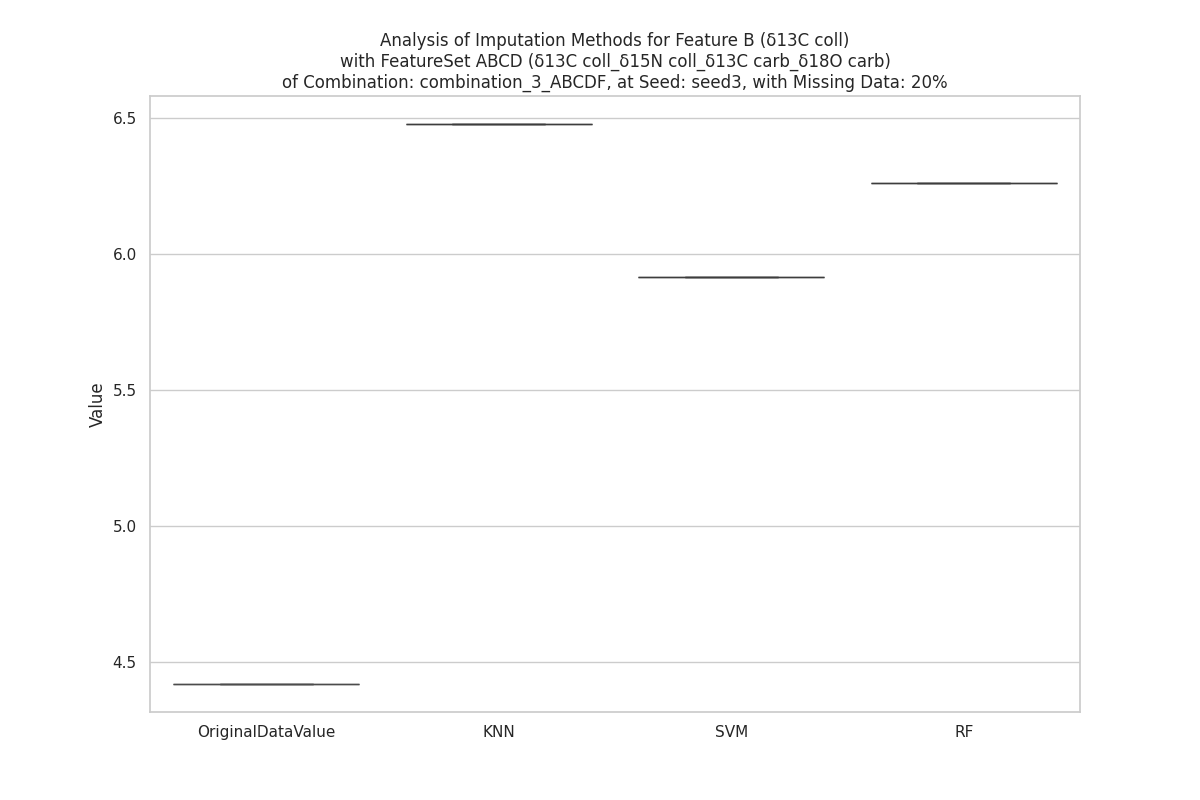 Analysis of Imputation Methods for Feature B (δ13C coll)
with FeatureSet ABCD (δ13C coll_δ15N coll_δ13C carb_δ18O carb)
of Combination: combination_3_ABCDF, at Seed: seed3, with Missing Data: 20%
6.5
6.0
5.5
5.0
4.5
Value
OriginalDataValue
KNN
SVM
RF